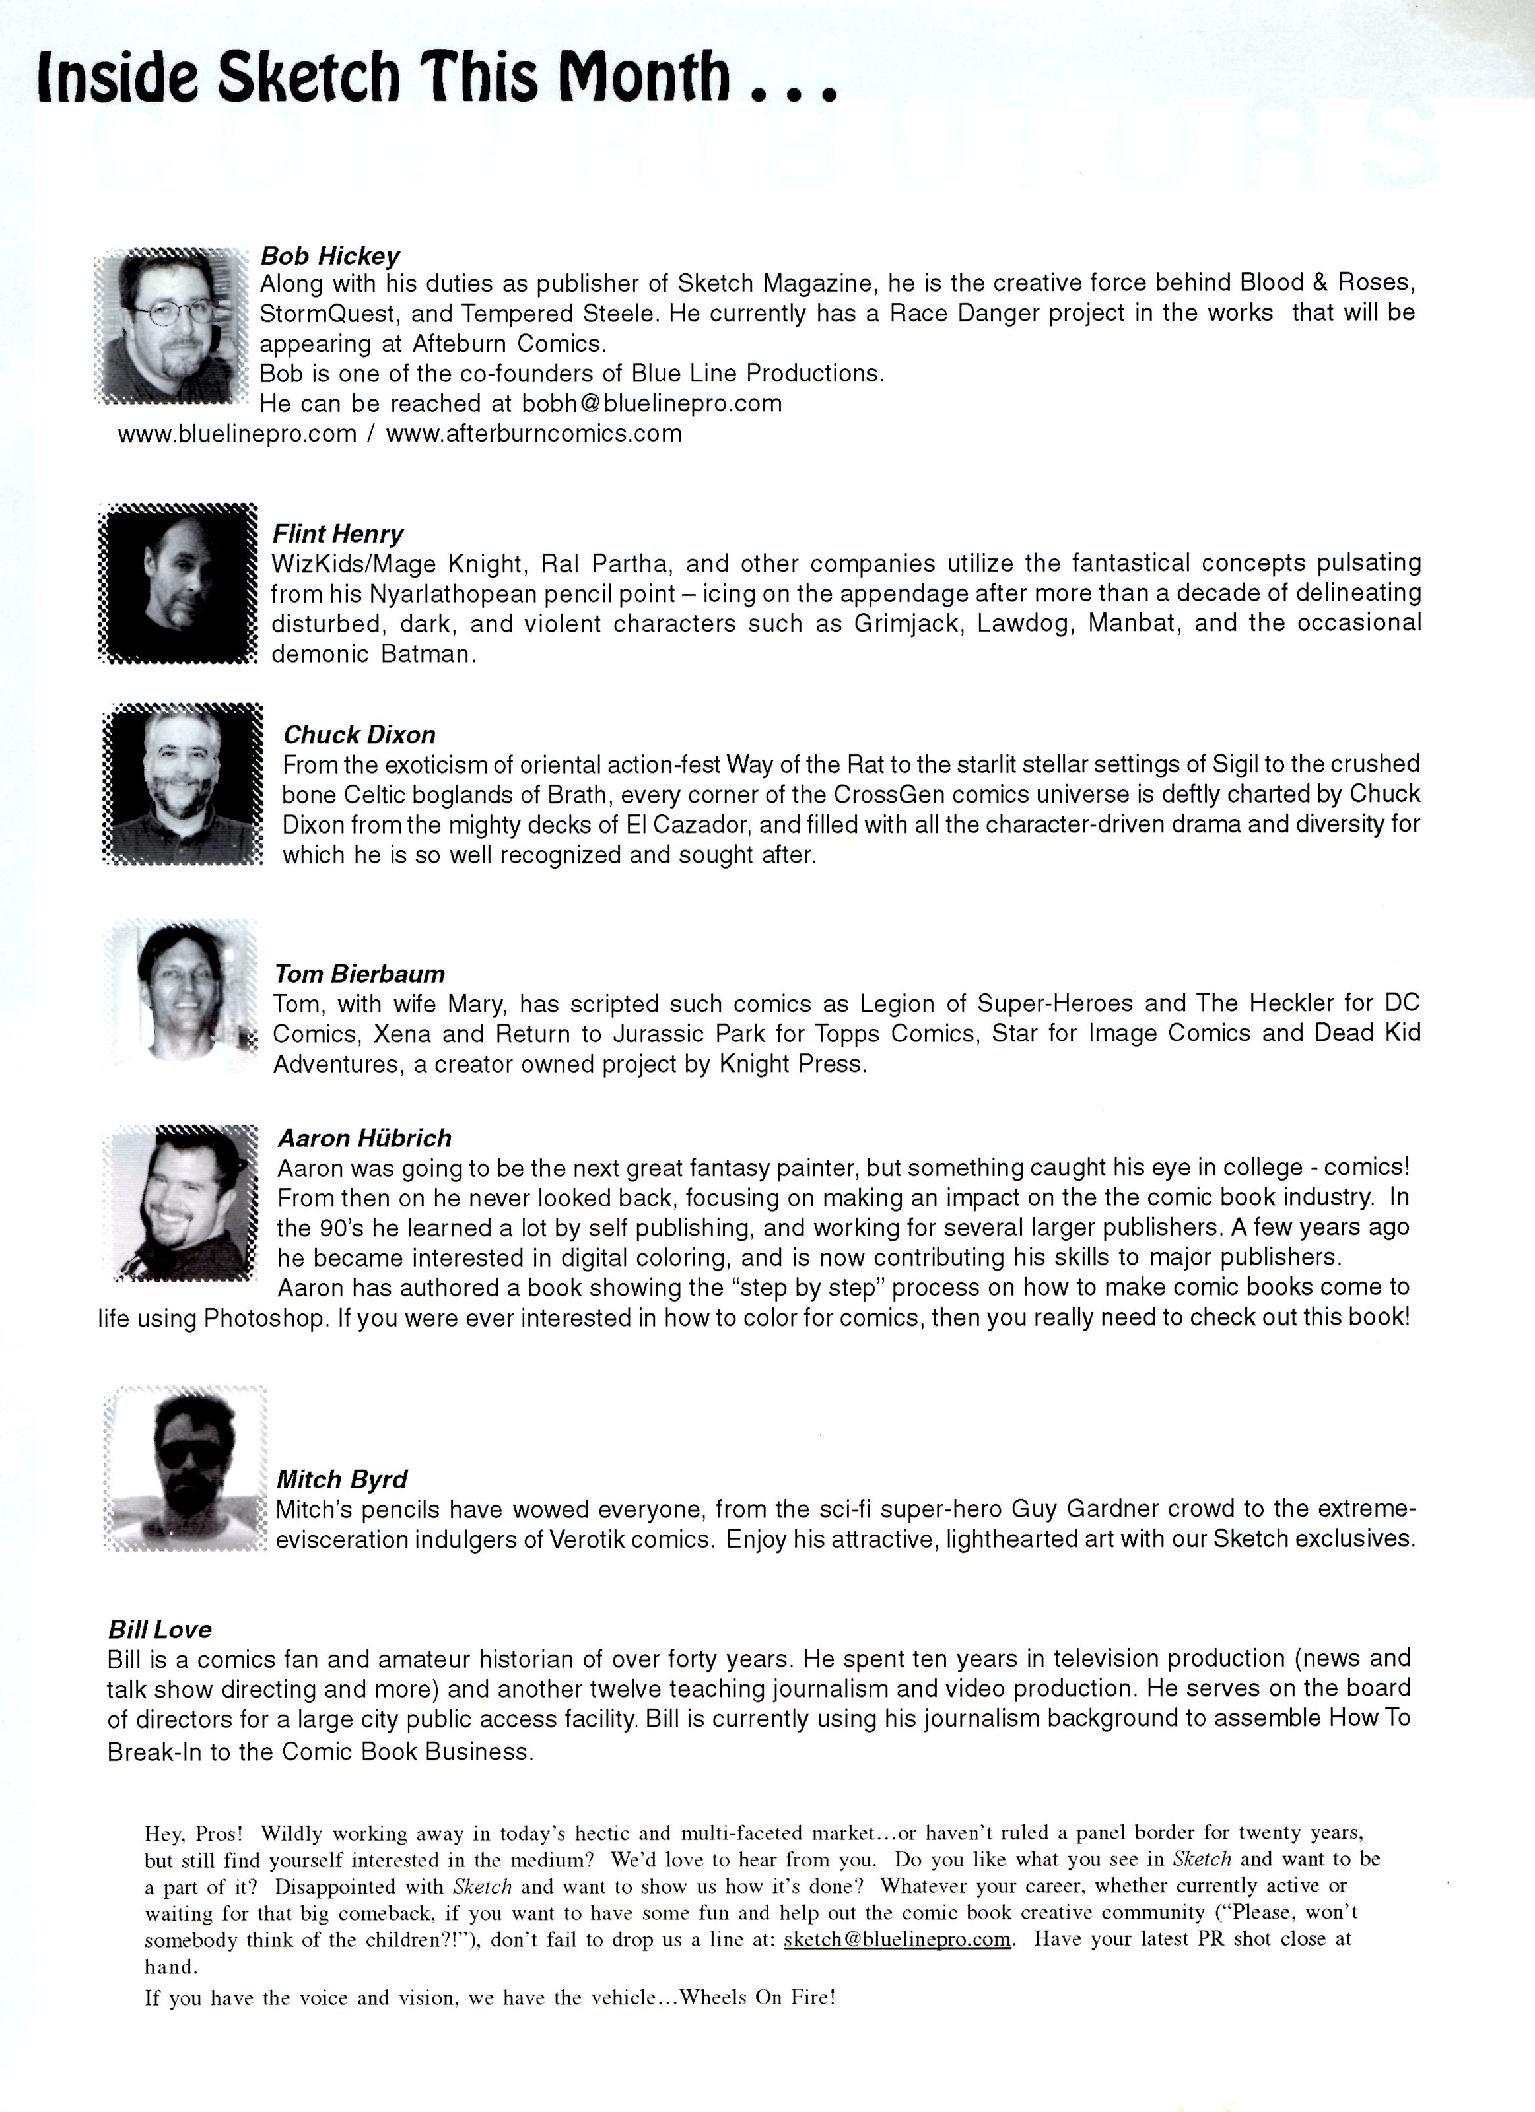 Inside Sketch This Month . . .
CONTRIBUTORS
Bob Hickey
Along with his duties as publisher of Sketch Magazine, he is the creative force behind Blood & Roses,
StormQuest, and Tempered Steele. He currently has a Race Danger project in the works that will be
appearing at Afteburn Comics.
Bob is one of the co-founders of Blue Line Productions.
He can be reached at bobh@bluelinepro.com
www.bluelinepro.com / www.afterburncomics.com
Flint Henry
WizKids/Mage Knight, Ral Partha, and other companies utilize the fantastical concepts pulsating
from his Nyarlathopean pencil point – icing on the appendage after more than a decade of delineating
disturbed, dark, and violent characters such as Grimjack, Lawdog, Manbat, and the occasional
demonic Batman.
Chuck Dixon
From the exoticism of oriental action-fest Way of the Rat to the starlit stellar settings of Sigil to the crushed
bone Celtic boglands of Brath, every corner of the CrossGen comics universe is deftly charted by Chuck
Dixon from the mighty decks of El Cazador, and filled with all the character-driven drama and diversity for
which he is so well recognized and sought after.
Tom Bierbaum
Tom, with wife Mary, has scripted such comics as Legion of Super-Heroes and The Heckler for DC
Comics, Xena and Return to Jurassic Park for Topps Comics, Star for Image Comics and Dead Kid
Adventures, a creator owned project by Knight Press.
Aaron Hübrich
Aaron was going to be the next great fantasy painter, but something caught his eye in college - comics!
From then on he never looked back, focusing on making an impact on the the comic book industry. In
the 90's he learned a lot by self publishing, and working for several larger publishers. A few years ago
he became interested in digital coloring, and is now contributing his skills to major publishers.
Aaron has authored a book showing the “step by step” process on how to make comic books come to
life using Photoshop. If you were ever interested in how to color for comics, then you really need to check out this book!
Mitch Byrd
Mitch's pencils have wowed everyone, from the sci-fi super-hero Guy Gardner crowd to the extreme-
evisceration indulgers of Verotik comics. Enjoy his attractive, lighthearted art with our Sketch exclusives.
Bill Love
Bill is a comics fan and amateur historian of over forty years. He spent ten years in television production (news and
talk show directing and more) and another twelve teaching journalism and video production. He serves on the board
of directors for a large city public access facility. Bill is currently using his journalism background to assemble How To
Break-In to the Comic Book Business.
Hey, Pros! Wildly working away in today's hectic and multi-faceted market...or haven't ruled a panel border for twenty years,
but still find yourself interested in the medium? We'd love to hear from you. Do you like what you see in Sketch and want to be
a part of it? Disappointed with Sketch and want to show us how it's done? Whatever your career, whether currently active or
waiting for that big comeback, if you want to have some fun and help out the comic book creative community (“Please, won't
somebody think of the children?!”), don't fail to drop us a line at: sketch@bluelinepro.com. Have your latest PR shot close at
hand.
If you have the voice and vision, we have the vehicle...Wheels On Fire!